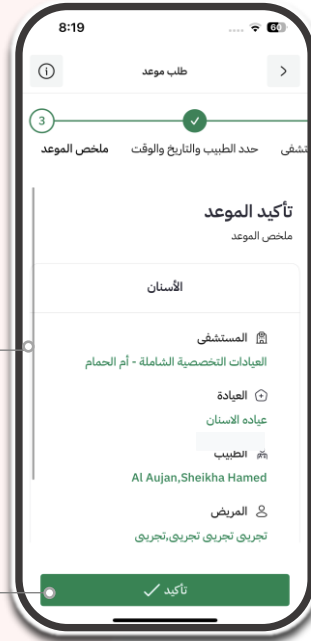 8:19
60
طلب موعد
3
تشفى
حدد الطبيب والتاريخ والوقت
ملخص الموعد
تأكيد الموعد
ملخص الموعد
الأسنان
المستشفى
العيادات التخصصية الشاملة - أم الحمام
العيادة
عياده الاسنان
الطبيب
Al Aujan,Sheikha Hamed
المريض
تجريبى تجريبى تجريبى,تجريبى
تأكيد